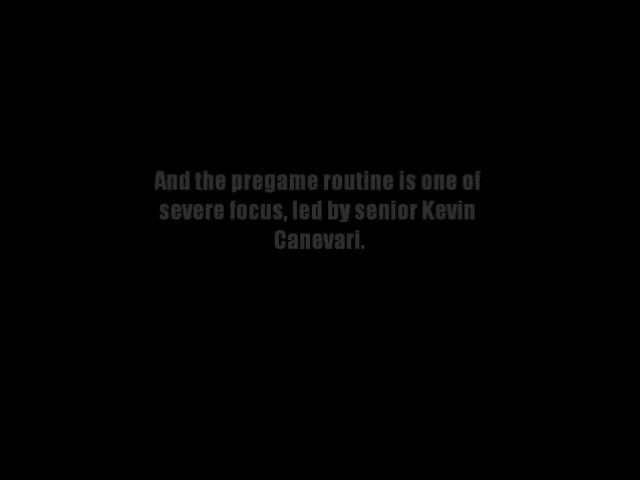 And the pregame routine is one of
severe focus, led by senior Kevin
Canevari.